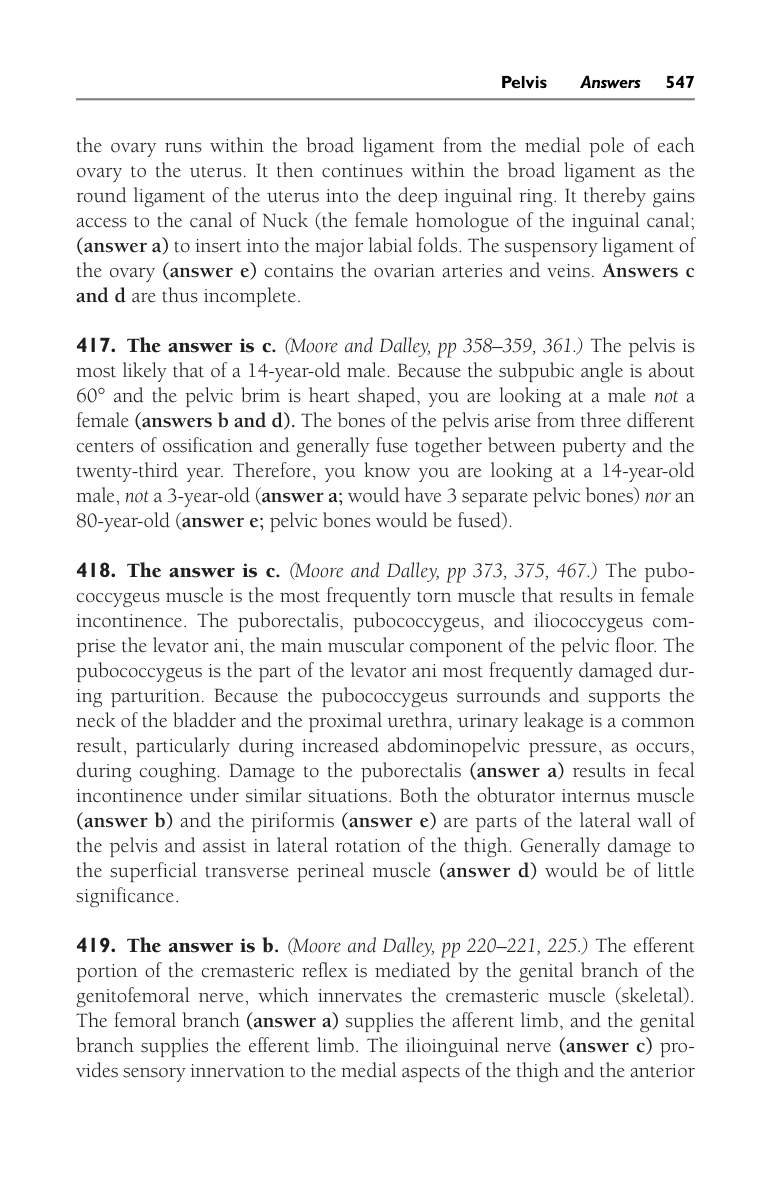 Pelvis Answers 547
the ovary runs within the broad ligament from the medial pole of each
ovary to the uterus. It then continues within the broad ligament as the
round ligament of the uterus into the deep inguinal ring. It thereby gains
access to the canal of Nuck (the female homologue of the inguinal canal;
(answer a) to insert into the major labial folds. The suspensory ligament of
the ovary (answer e) contains the ovarian arteries and veins. Answers c
and d are thus incomplete.
417. The answer is c. (Moore and Dalley, pp 358–359, 361.) The pelvis is
most likely that of a 14-year-old male. Because the subpubic angle is about
60° and the pelvic brim is heart shaped, you are looking at a male not a
female (answers b and d). The bones of the pelvis arise from three different
centers of ossification and generally fuse together between puberty and the
twenty-third year. Therefore, you know you are looking at a 14-year-old
male, not a 3-year-old (answer a; would have 3 separate pelvic bones) nor an
80-year-old (answer e; pelvic bones would be fused).
418. The answer is c. (Moore and Dalley, pp 373, 375, 467.) The pubo-
coccygeus muscle is the most frequently torn muscle that results in female
incontinence. The puborectalis, pubococcygeus, and iliococcygeus com-
prise the levator ani, the main muscular component of the pelvic floor. The
pubococcygeus is the part of the levator ani most frequently damaged dur-
ing parturition. Because the pubococcygeus surrounds and supports the
neck of the bladder and the proximal urethra, urinary leakage is a common
result, particularly during increased abdominopelvic pressure, as occurs,
during coughing. Damage to the puborectalis (answer a) results in fecal
incontinence under similar situations. Both the obturator internus muscle
(answer b) and the piriformis (answer e) are parts of the lateral wall of
the pelvis and assist in lateral rotation of the thigh. Generally damage to
the superficial transverse perineal muscle (answer d) would be of little
significance.
419. The answer is b. (Moore and Dalley, pp 220–221, 225.) The efferent
portion of the cremasteric reflex is mediated by the genital branch of the
genitofemoral nerve, which innervates the cremasteric muscle (skeletal).
The femoral branch (answer a) supplies the afferent limb, and the genital
branch supplies the efferent limb. The ilioinguinal nerve (answer c) pro-
vides sensory innervation to the medial aspects of the thigh and the anterior